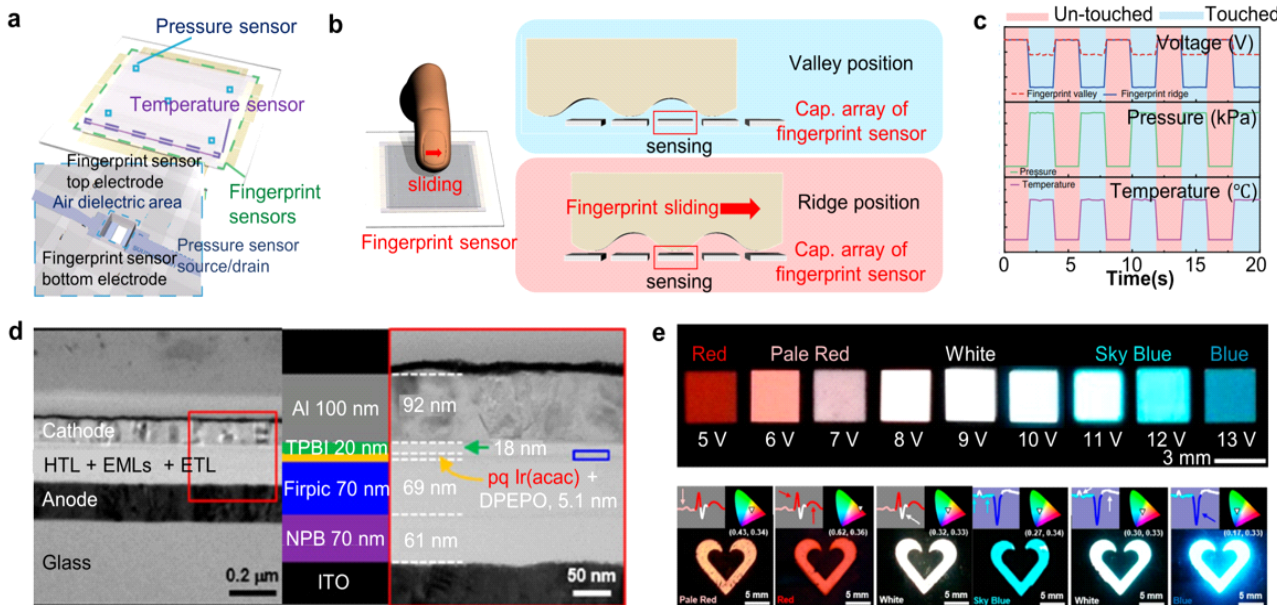 a
Pressure sensor
Temperature sensor
Fingerprint sensor
top electrode
Air dielectric area
Fingerprint
sensors
Fingerprint sensor
bottom electrode
Pressure sensor
source/drain
b
sliding
Fingerprint sensor
Valley position
Cap. array of
fingerprint sensor
sensing
Fingerprint sliding
Ridge position
Cap. array of
fingerprint sensor
sensing
c
Un-touched
Touched
Voltage (V)
Fingerprint valley
Fingerprint ridge
Pressure (kPa)
Pressure
Temperature (℃)
Temperature
0 5 10 15 20
Time(s)
d
Cathode
HTL + EMLs + ETL
Anode
Glass
0.2 μm
Al 100 nm
TPBI 20 nm
Firpic 70 nm
NPB 70 nm
ITO
92 nm
18 nm
pq Ir(acac) +
DPEPO, 5.1 nm
69 nm
61 nm
50 nm
e
Red Pale Red White Sky Blue Blue
5 V 6 V 7 V 8 V 9 V 10 V 11 V 12 V 13 V
3 mm
(0.43, 0.34) (0.62, 0.36) (0.32, 0.33) (0.27, 0.34) (0.30, 0.33) (0.17, 0.33)
Pale Red 5 mm Red 5 mm White 5 mm Sky Blue 5 mm White 5 mm Blue 5 mm